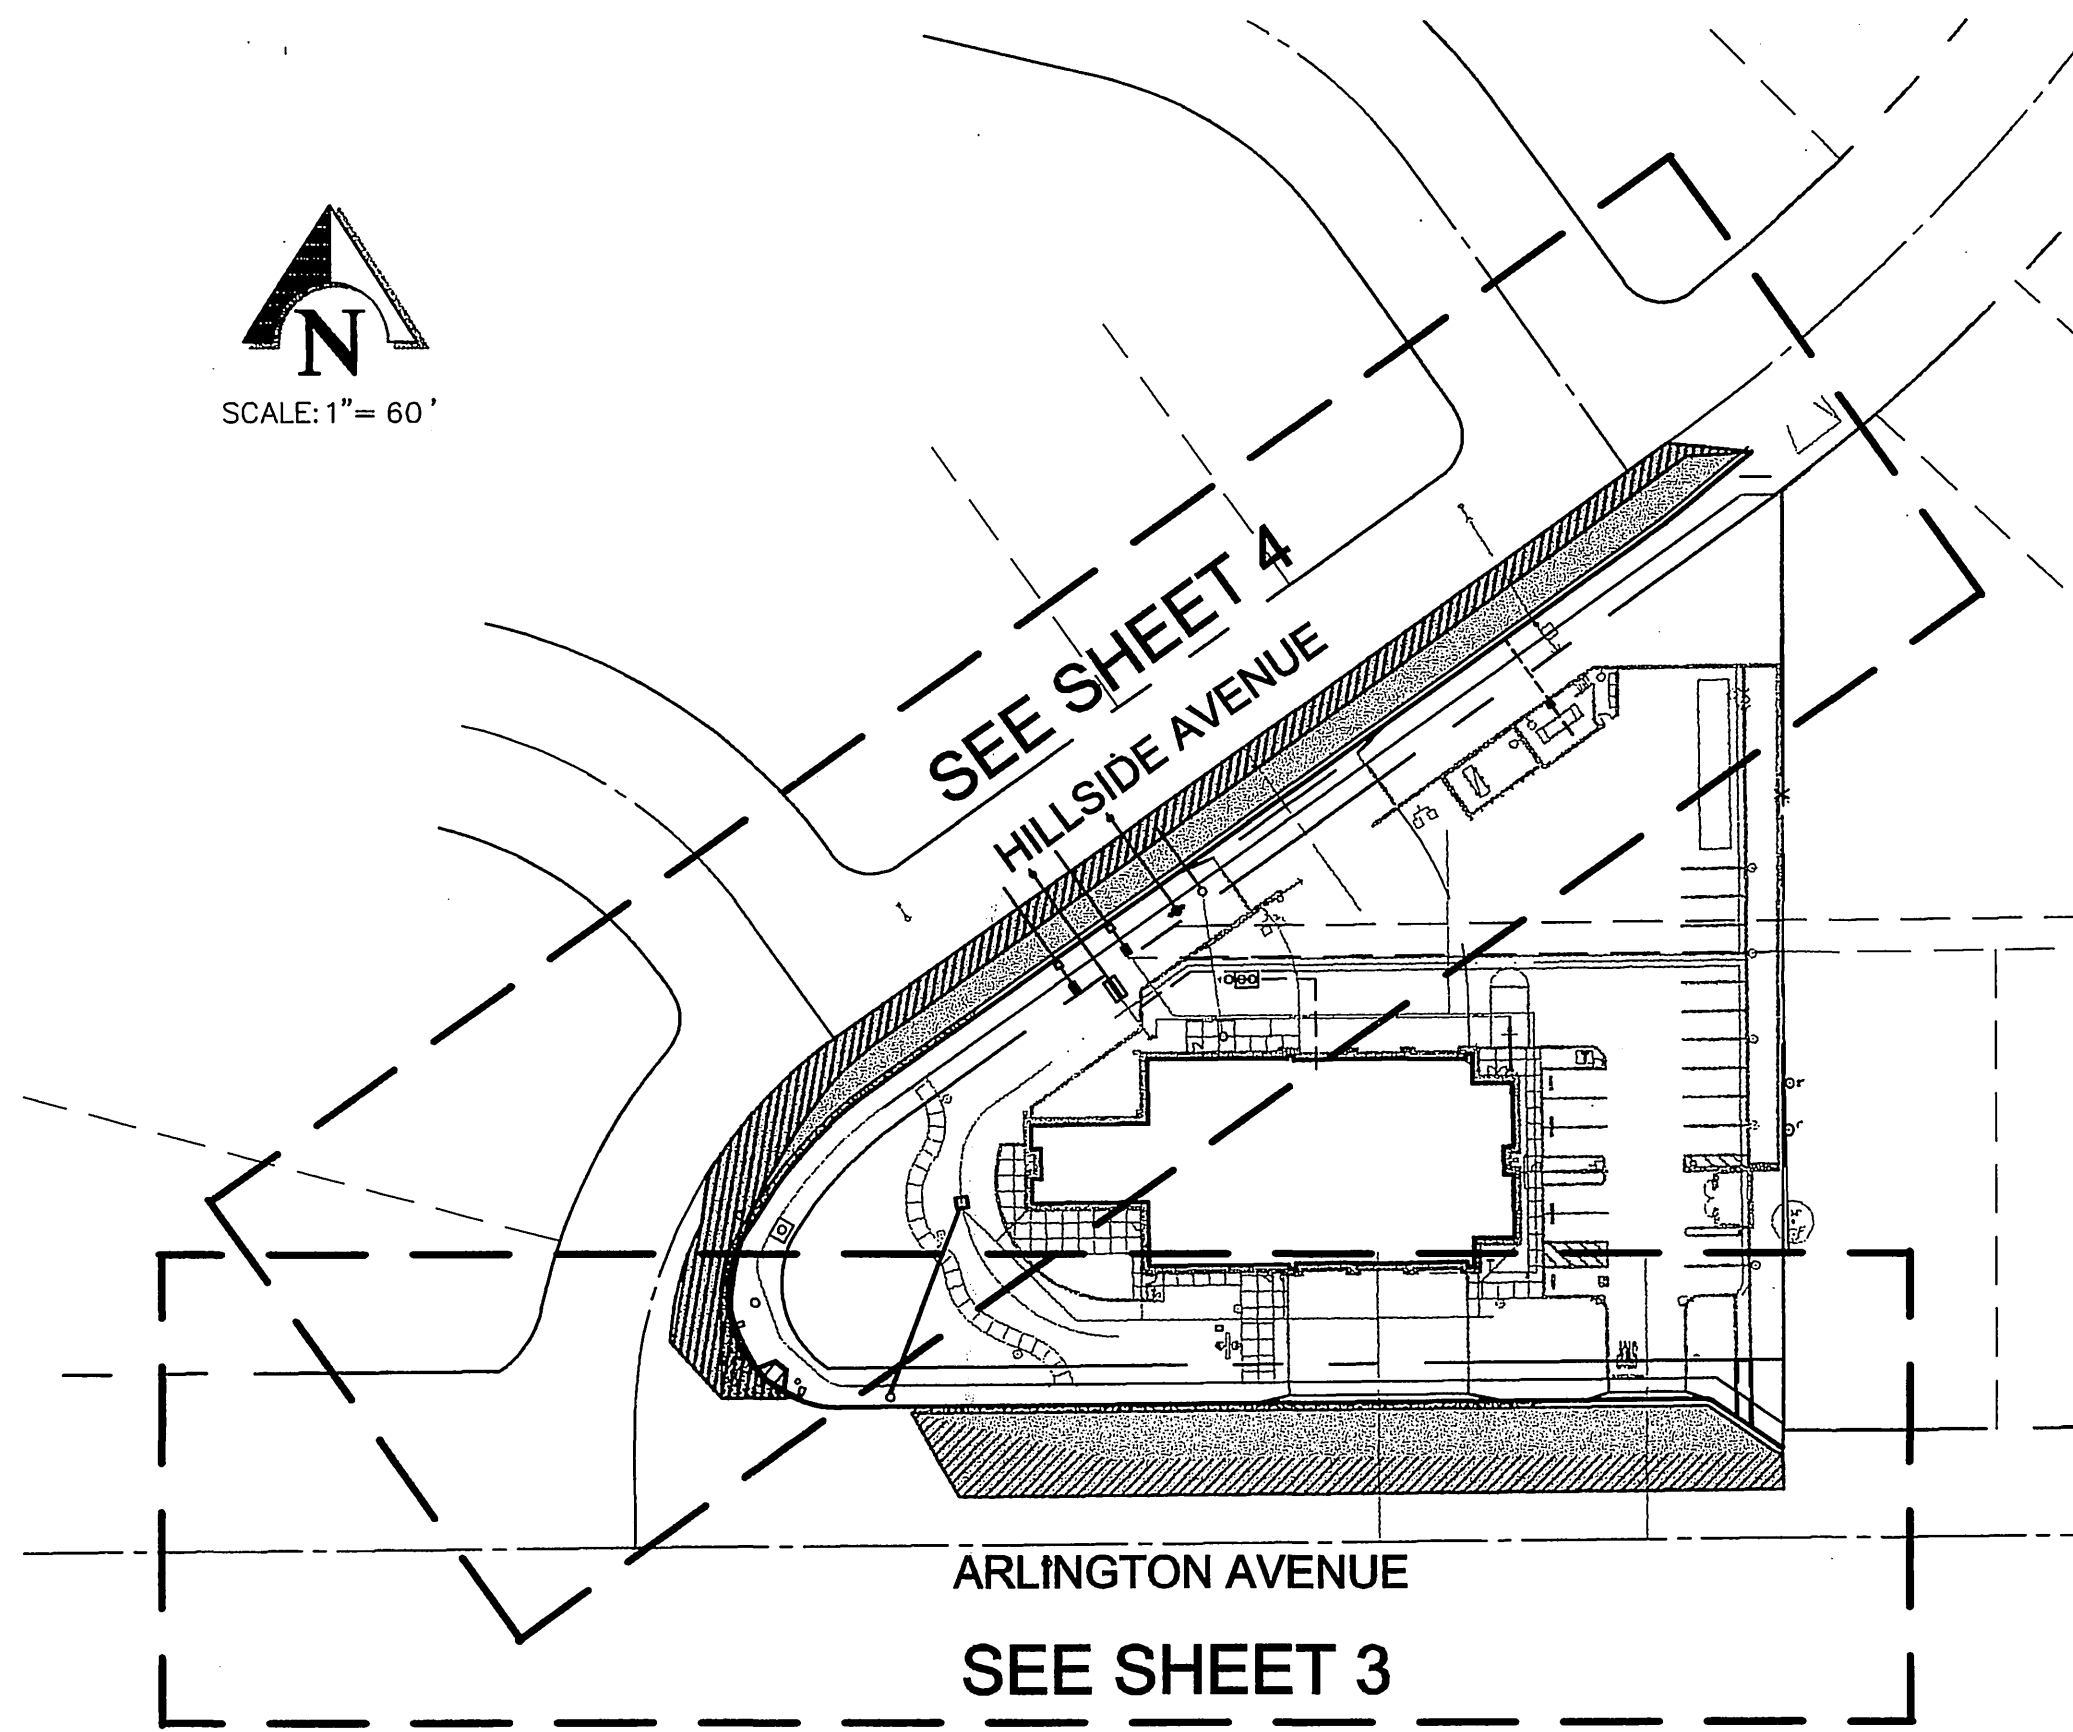 N
SCALE: 1"= 60 '
SEE SHEET 4
HILLSIDE AVENUE
ARLINGTON AVENUE
SEE SHEET 3